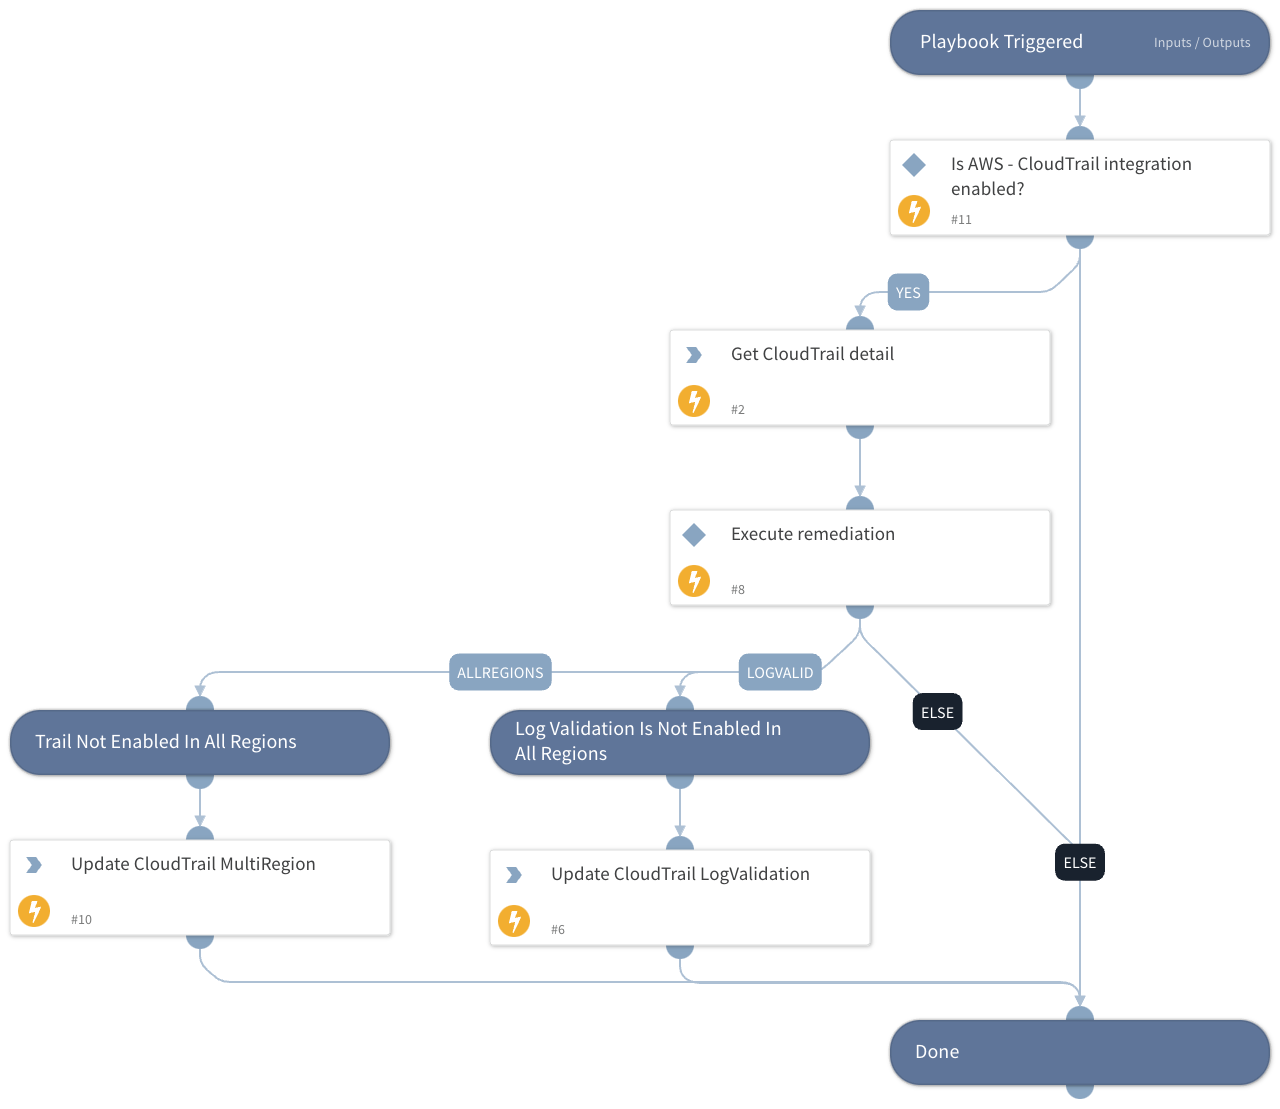 Playbook Triggered
Inputs / Outputs
Is AWS - CloudTrail integration
enabled?
#11
YES
Get CloudTrail detail
#2
Execute remediation
#8
ALLREGIONS
LOGVALID
ELSE
Trail Not Enabled In All Regions
Log Validation Is Not Enabled In
All Regions
Update CloudTrail MultiRegion
#10
Update CloudTrail LogValidation
#6
ELSE
Done